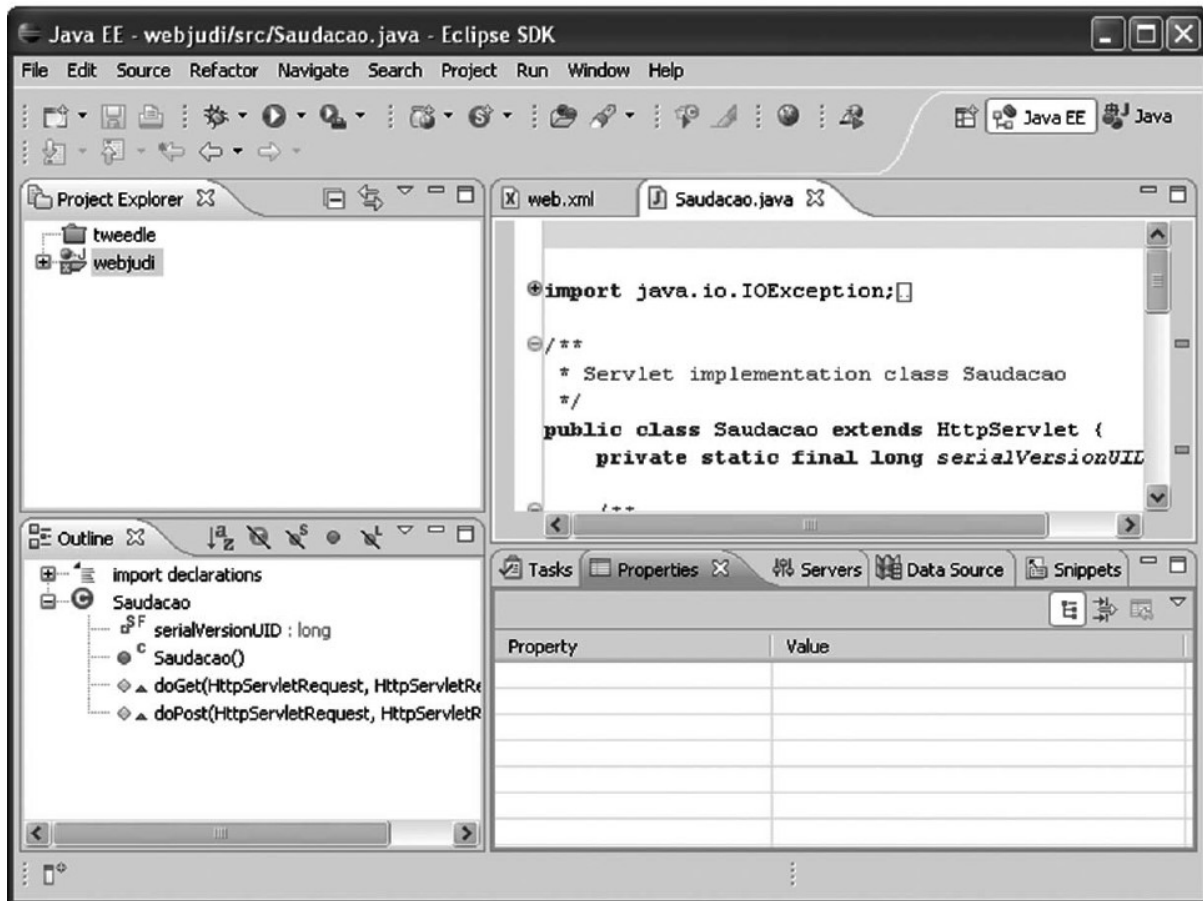 Java EE - webjudi/src/Saudacao.java - Eclipse SDK
File Edit Source Refactor Navigate Search Project Run Window Help
Java EE Java
Project Explorer
tweedle
webjudi
web.xml Saudacao.java
import java.io.IOException;
/**
* Servlet implementation class Saudacao
*/
public class Saudacao extends HttpServlet {
private static final long serialVersionUID
/**
Outline
import declarations
Saudacao
serialVersionUID : long
Saudacao()
doGet(HttpServletRequest, HttpServletRe
doPost(HttpServletRequest, HttpServletR
Tasks Properties Servers Data Source Snippets
Property Value